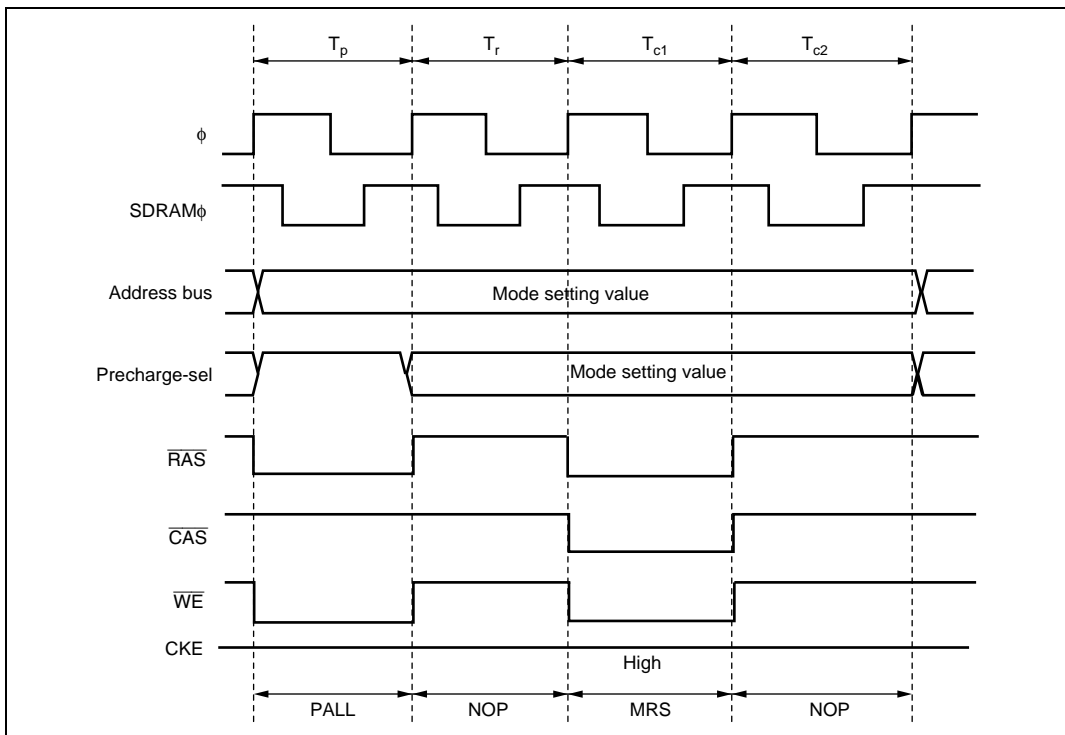 Tp Tr Tc1 Tc2
ϕ
SDRAMϕ
Address bus Mode setting value
Precharge-sel Mode setting value
RAS
CAS
WE
CKE High
PALL NOP MRS NOP